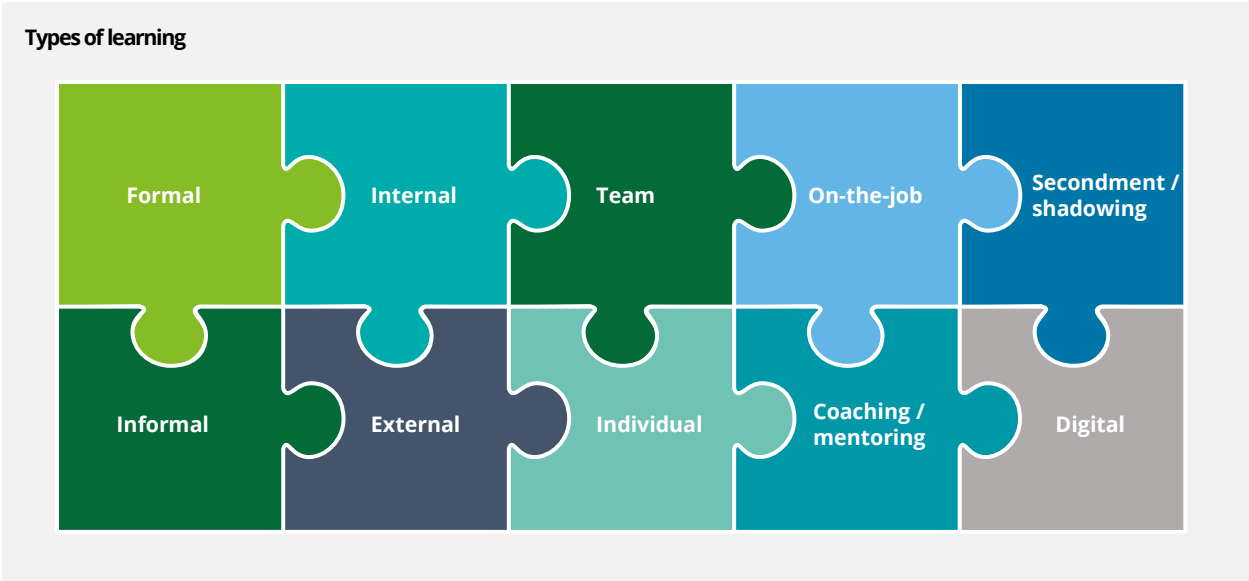 Types of learning
Formal
Internal
Team
On-the-job
Secondment /
shadowing
Informal
External
Individual
Coaching /
mentoring
Digital